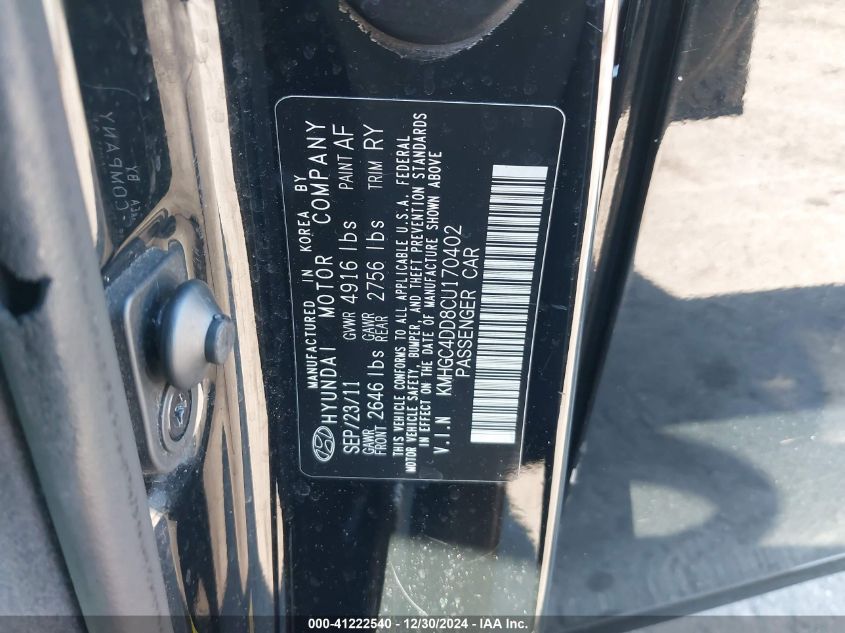 MANUFACTURED IN KOREA BY
HYUNDAI MOTOR COMPANY
SEP/23/11 GVWR 4916 lbs PAINT AF
GAWR FRONT 2646 lbs GAWR REAR 2756 lbs TRIM RY
THIS VEHICLE CONFORMS TO ALL APPLICABLE U.S.A. FEDERAL
MOTOR VEHICLE SAFETY, BUMPER, AND THEFT PREVENTION STANDARDS
IN EFFECT ON THE DATE OF MANUFACTURE SHOWN ABOVE
V.I.N KMHGC4DD8CU170402
PASSENGER CAR
000-41222540 - 12/30/2024 - IAA Inc.